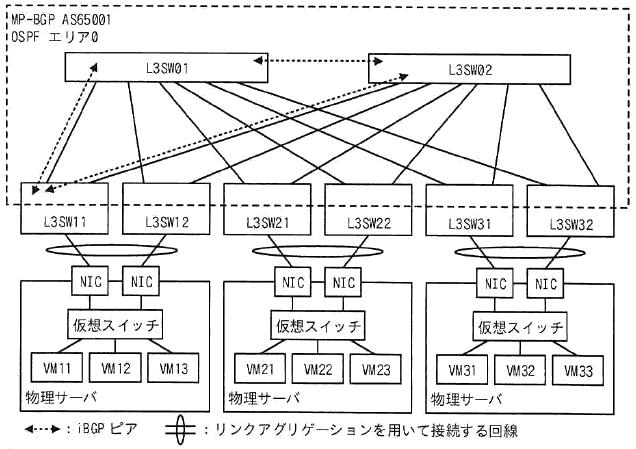 MP-BGP AS65001
OSPF エリア0
L3SW01
L3SW02
L3SW11
L3SW12
L3SW21
L3SW22
L3SW31
L3SW32
NIC
NIC
NIC
NIC
NIC
NIC
仮想スイッチ
仮想スイッチ
仮想スイッチ
VM11
VM12
VM13
VM21
VM22
VM23
VM31
VM32
VM33
物理サーバ
物理サーバ
物理サーバ
：iBGPピア
：リンクアグリゲーションを用いて接続する回線